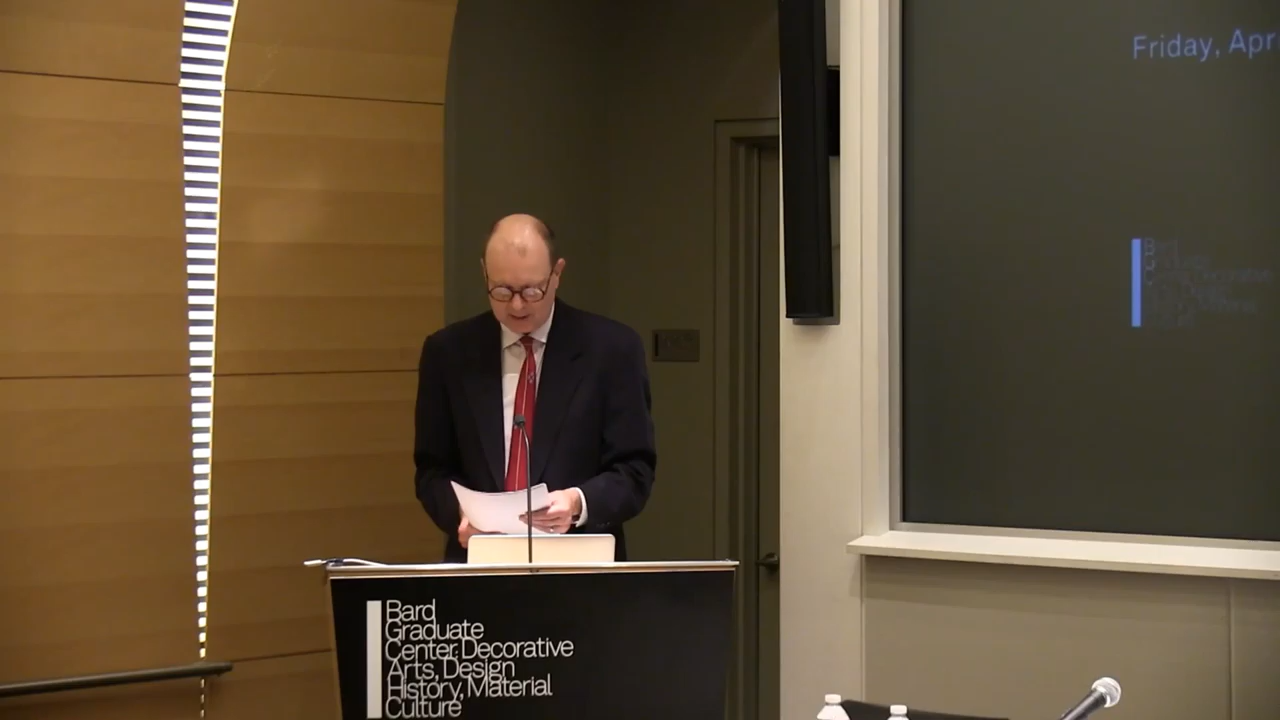 Friday, Apr
Bard
Graduate
Center Decorative
Arts, Design
History, Material
Culture